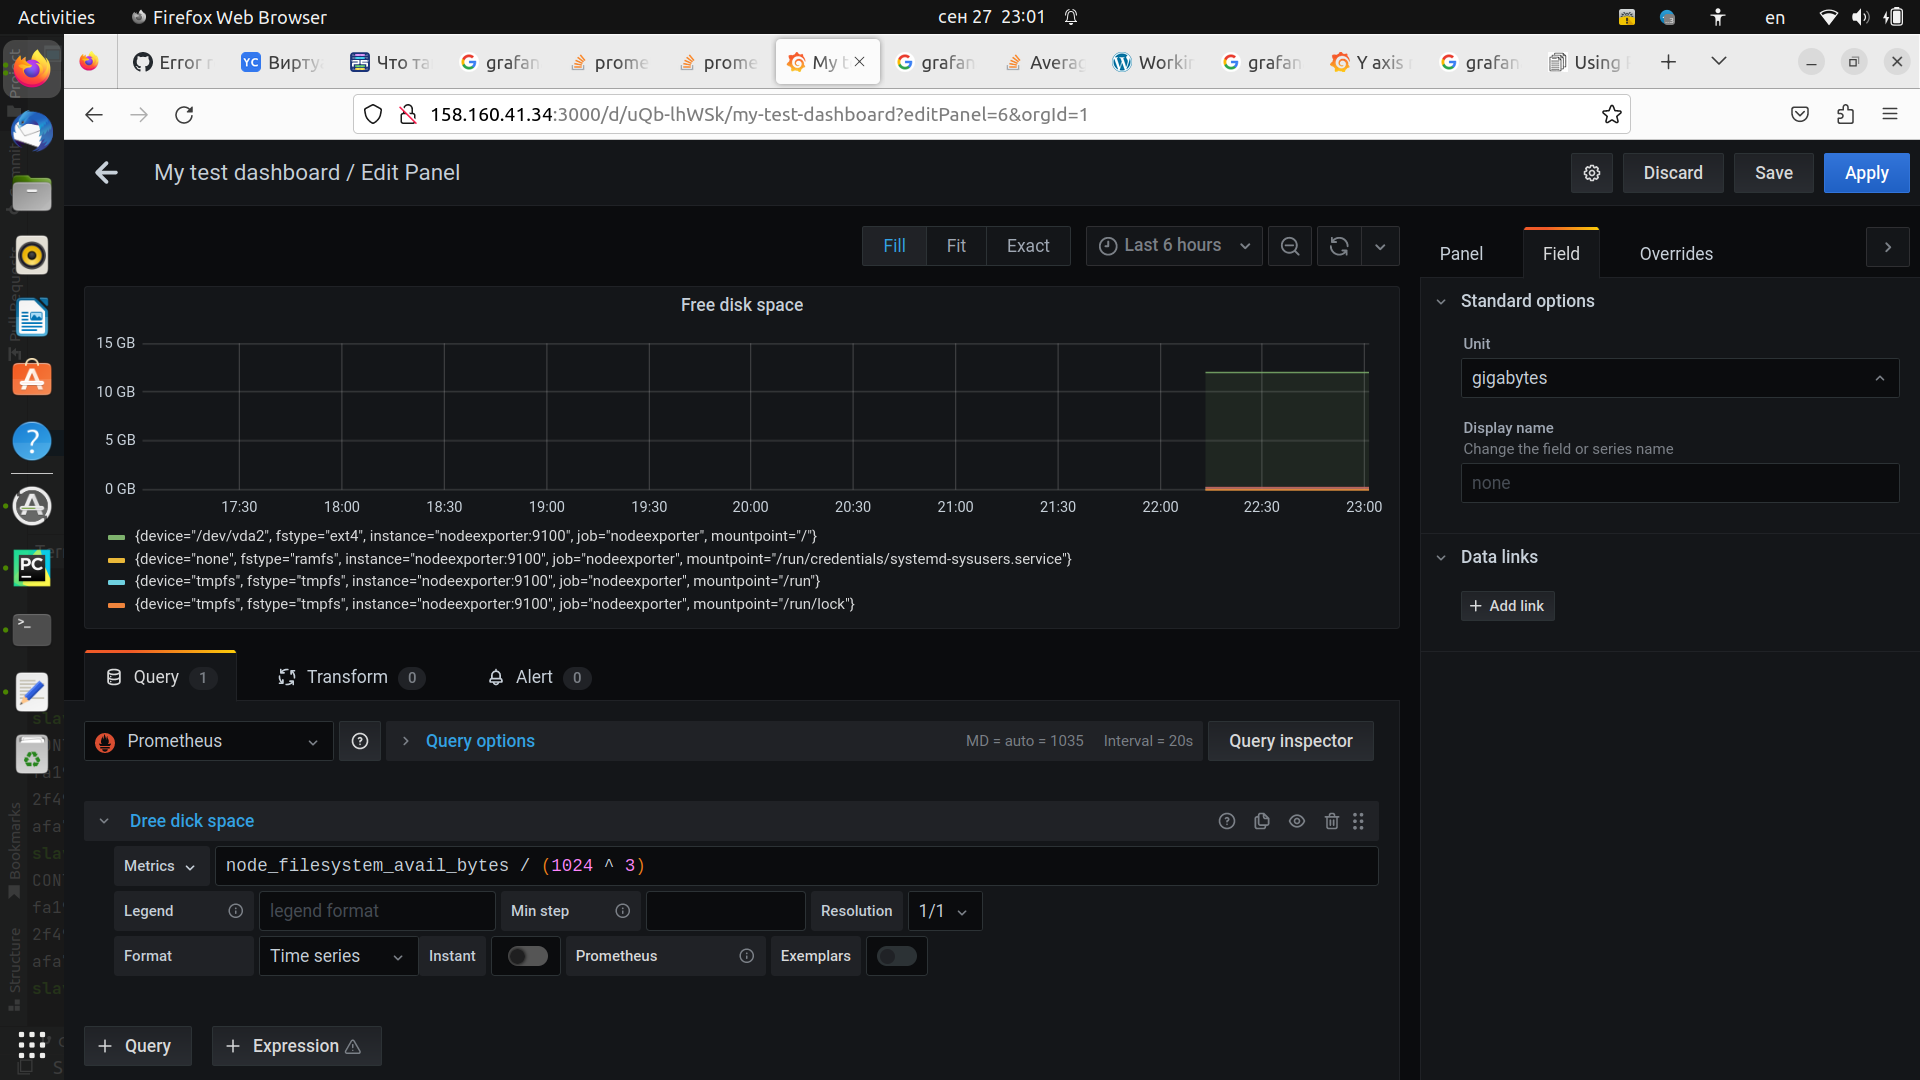 Activities
Firefox Web Browser
сен 27 23:01
en
Error
Вирту
Что та
grafan
prome
prome
My t
grafan
Averag
Workin
grafan
Y axis
grafan
Using
158.160.41.34:3000/d/uQb-lhWSk/my-test-dashboard?editPanel=6&orgId=1
My test dashboard / Edit Panel
Discard
Save
Apply
Fill
Fit
Exact
Last 6 hours
Panel
Field
Overrides
Free disk space
15 GB
10 GB
5 GB
0 GB
17:30
18:00
18:30
19:00
19:30
20:00
20:30
21:00
21:30
22:00
22:30
23:00
{device="/dev/vda2", fstype="ext4", instance="nodeexporter:9100", job="nodeexporter", mountpoint="/"}
{device="none", fstype="ramfs", instance="nodeexporter:9100", job="nodeexporter", mountpoint="/run/credentials/systemd-sysusers.service"}
{device="tmpfs", fstype="tmpfs", instance="nodeexporter:9100", job="nodeexporter", mountpoint="/run"}
{device="tmpfs", fstype="tmpfs", instance="nodeexporter:9100", job="nodeexporter", mountpoint="/run/lock"}
Standard options
Unit
gigabytes
Display name
Change the field or series name
none
Data links
+ Add link
Query 1
Transform 0
Alert 0
Prometheus
Query options
MD = auto = 1035
Interval = 20s
Query inspector
Dree dick space
Metrics
node_filesystem_avail_bytes / (1024 ^ 3)
Legend
legend format
Min step
Resolution
1/1
Format
Time series
Instant
Prometheus
Exemplars
+ Query
+ Expression
Bookmarks
Structure